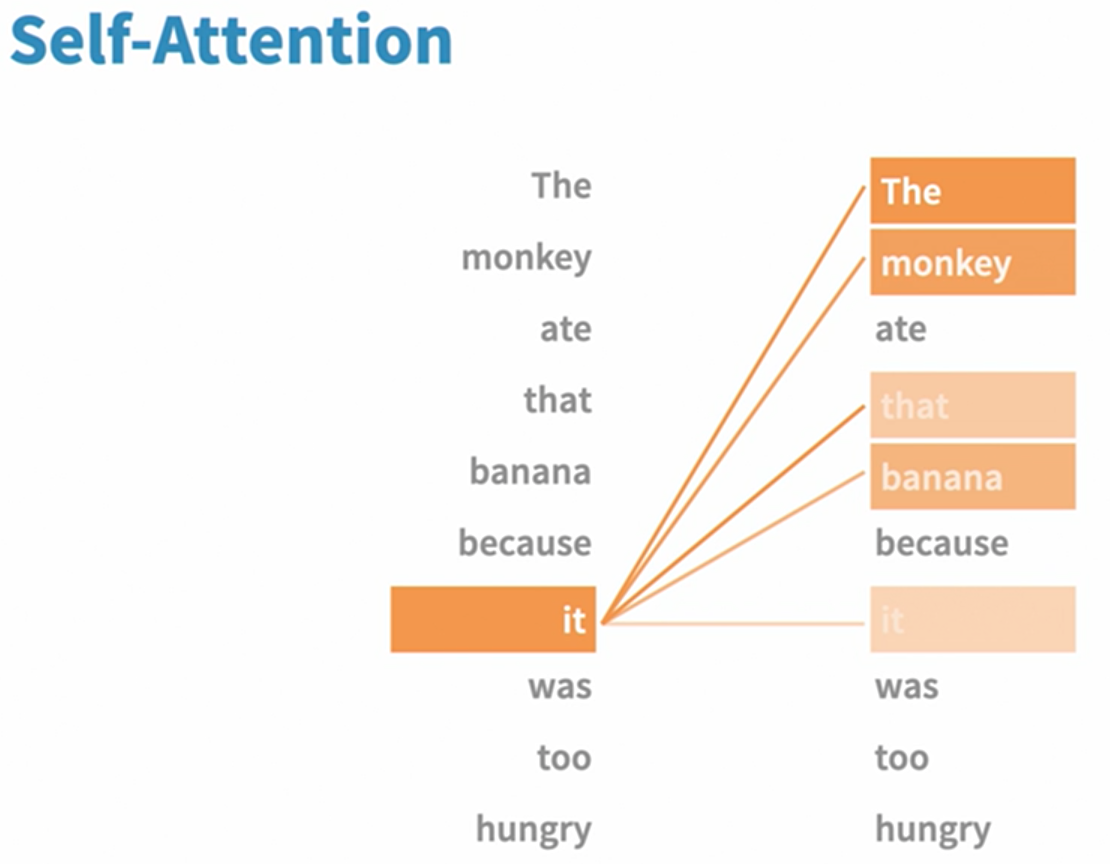 Self-Attention
The The
monkey monkey
ate ate
that that
banana banana
because because
it it
was was
too too
hungry hungry